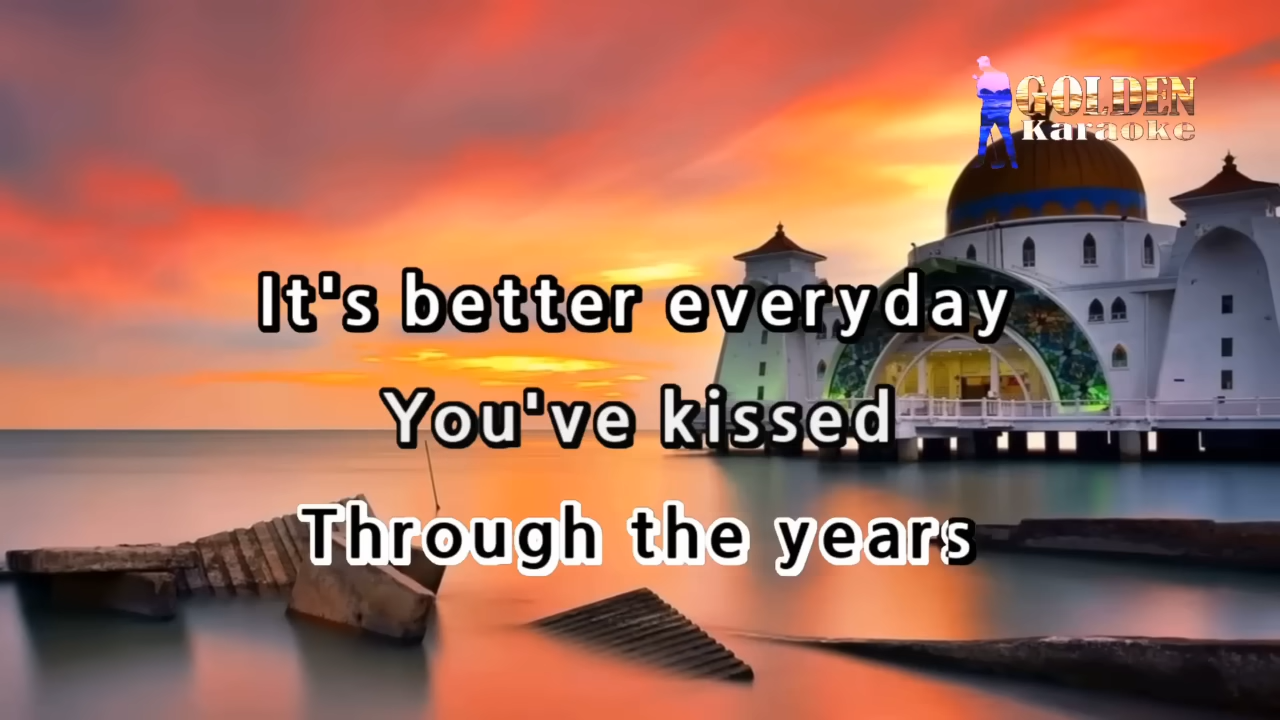 GOLDEN
Karaoke
It's better everyday
You've kissed
Through the years